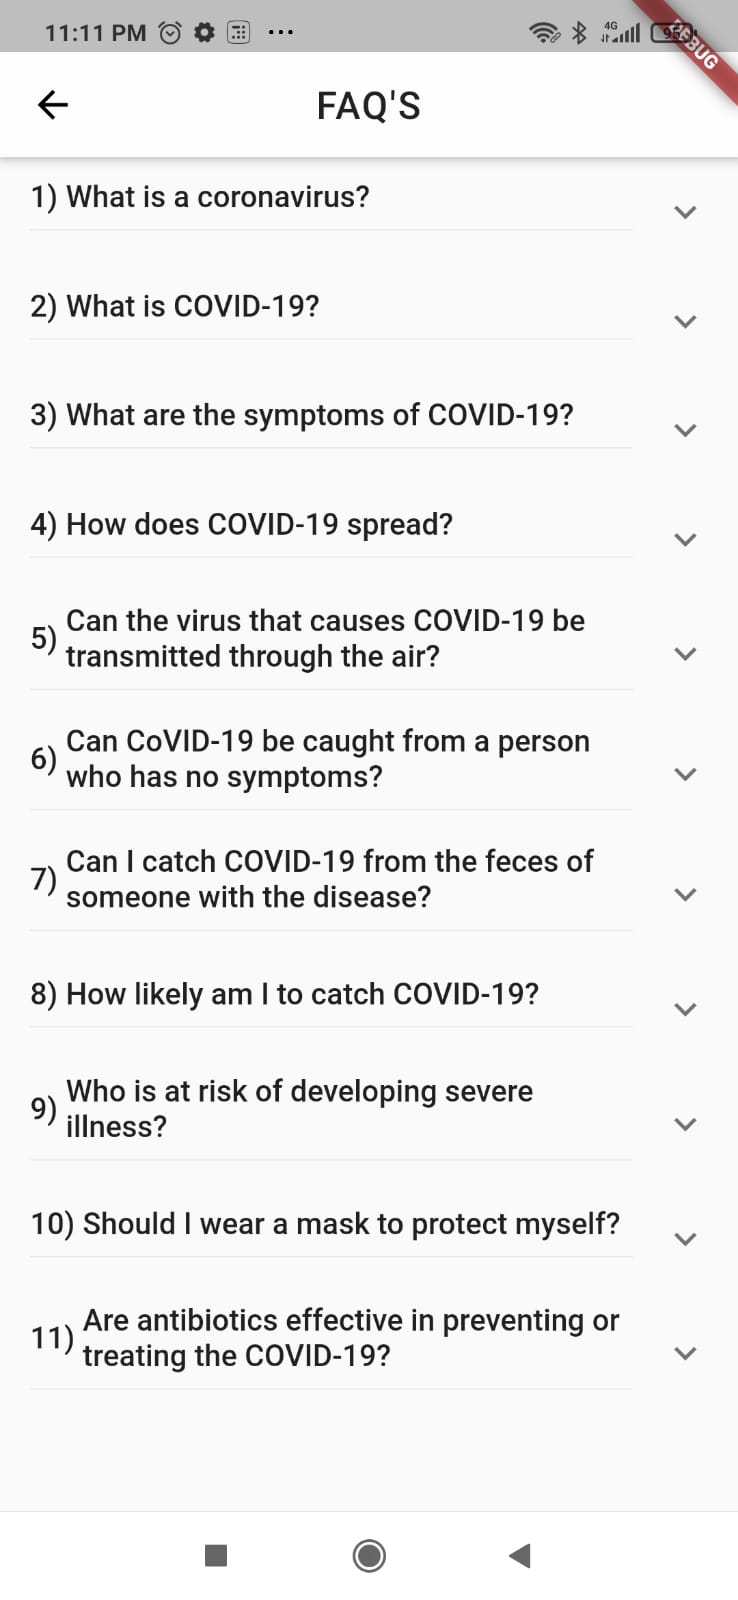 11:11 PM
4G
95
DEBUG
FAQ'S
1) What is a coronavirus?
2) What is COVID-19?
3) What are the symptoms of COVID-19?
4) How does COVID-19 spread?
5) Can the virus that causes COVID-19 be
transmitted through the air?
6) Can CoVID-19 be caught from a person
who has no symptoms?
7) Can I catch COVID-19 from the feces of
someone with the disease?
8) How likely am I to catch COVID-19?
9) Who is at risk of developing severe
illness?
10) Should I wear a mask to protect myself?
11) Are antibiotics effective in preventing or
treating the COVID-19?